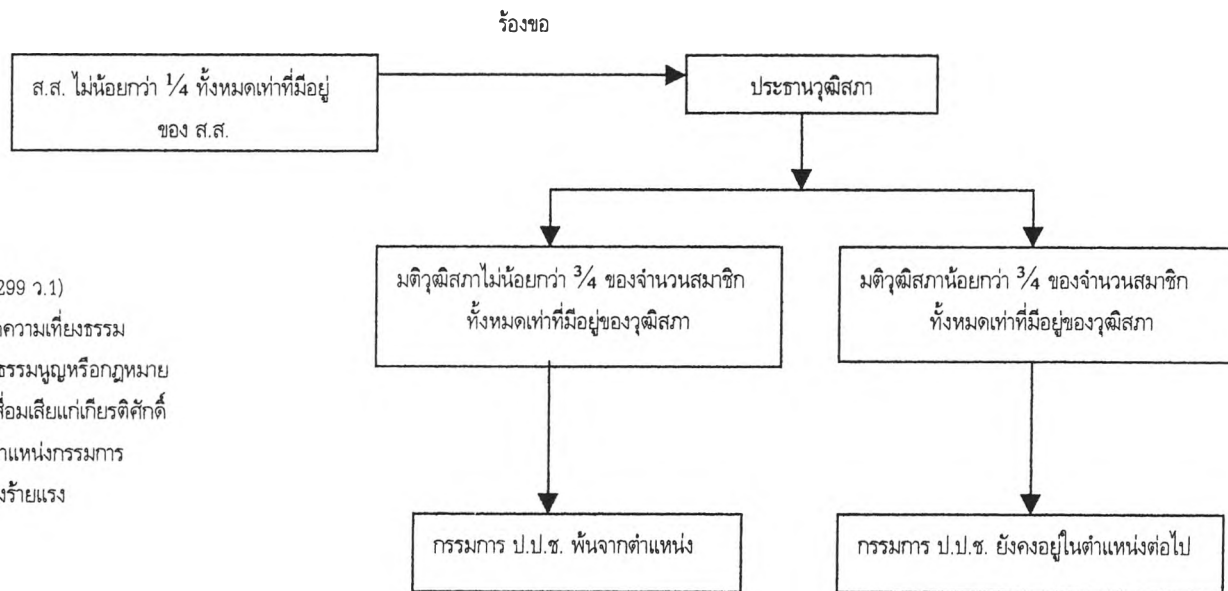 ร้องขอ
ส.ส. ไม่น้อยกว่า ¼ ทั้งหมดเท่าที่มีอยู่
ของ ส.ส.
ประธานวุฒิสภา
มติวุฒิสภาไม่น้อยกว่า ¾ ของจำนวนสมาชิก
ทั้งหมดเท่าที่มีอยู่ของวุฒิสภา
มติวุฒิสภาน้อยกว่า ¾ ของจำนวนสมาชิก
ทั้งหมดเท่าที่มีอยู่ของวุฒิสภา
299 ว.1)
ความเที่ยงธรรม
ธรรมนูญหรือกฎหมาย
สื่อมเสียแก่เกียรติศักดิ์
แหน่งกรรมการ
ร้ายแรง
กรรมการ ป.ป.ช. พ้นจากตำแหน่ง
กรรมการ ป.ป.ช. ยังคงอยู่ในตำแหน่งต่อไป